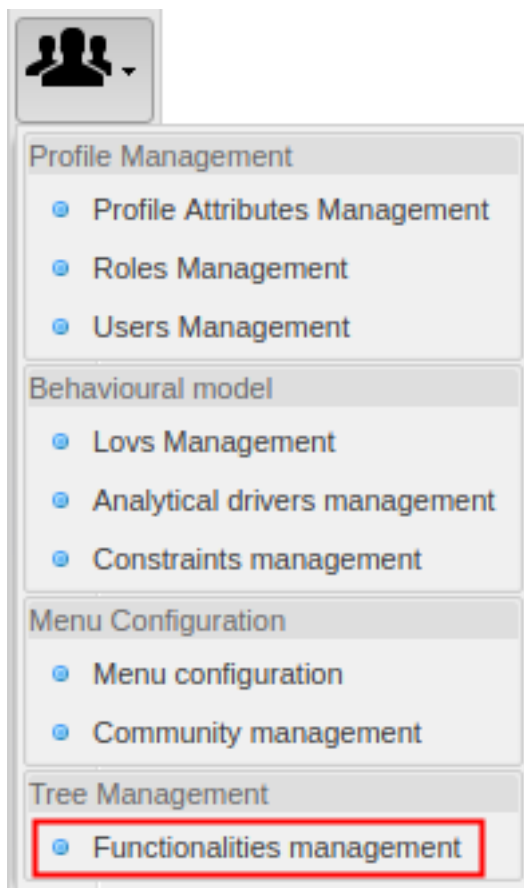 Profile Management
Profile Attributes Management
Roles Management
Users Management
Behavioural model
Lovs Management
Analytical drivers management
Constraints management
Menu Configuration
Menu configuration
Community management
Tree Management
Functionalities management